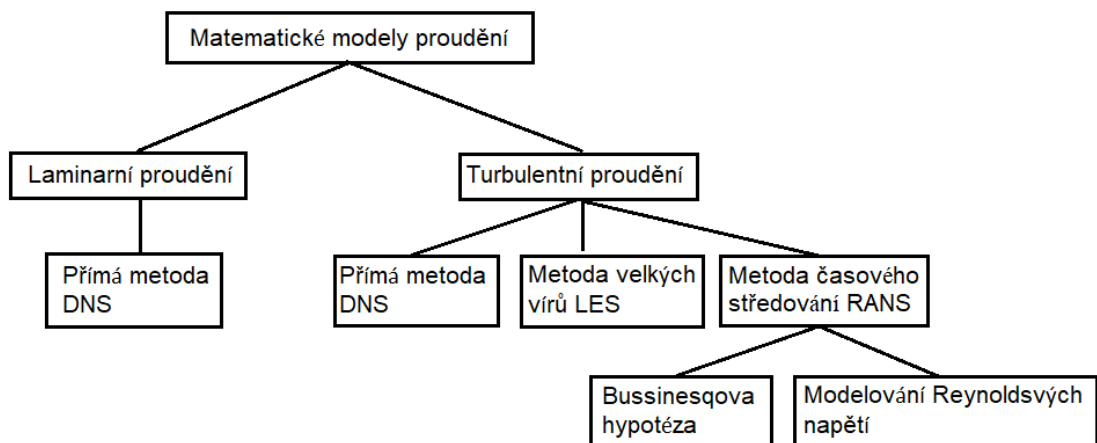 Matematické modely proudění
Laminarní proudění
Turbulentní proudění
Přímá metoda
DNS
Přímá metoda
DNS
Metoda velkých
vírů LES
Metoda časového
středování RANS
Bussinesqova
hypotéza
Modelování Reynoldsvých
napětí